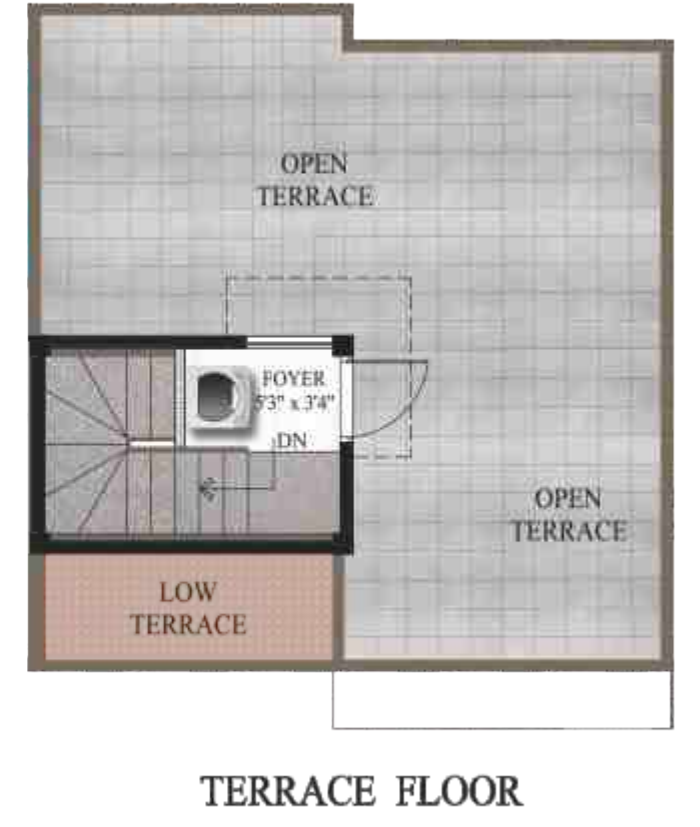 OPEN
TERRACE
FOYER
5'3" x 3'4"
DN
OPEN
TERRACE
LOW
TERRACE
TERRACE FLOOR